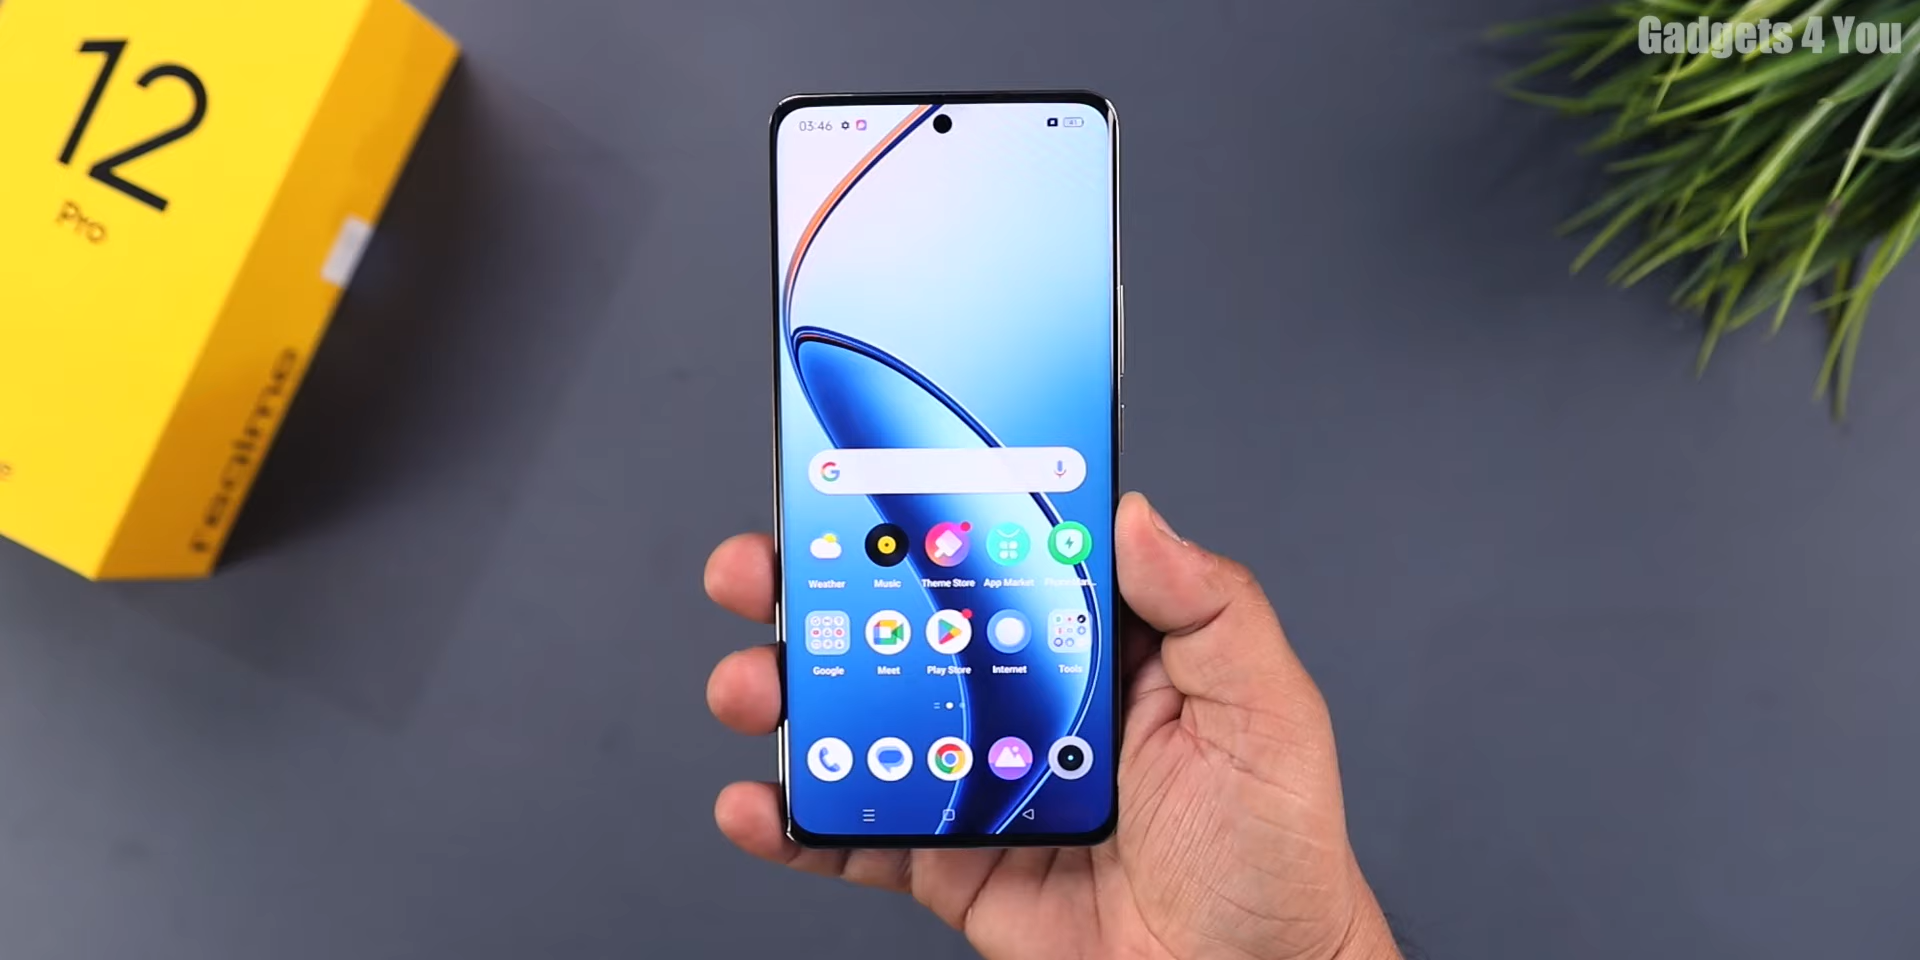 Gadgets 4 You
12
Pro
realme
03:46
41
Weather
Music
Theme Store
App Market
Google
Meet
Play Store
Internet
Tools